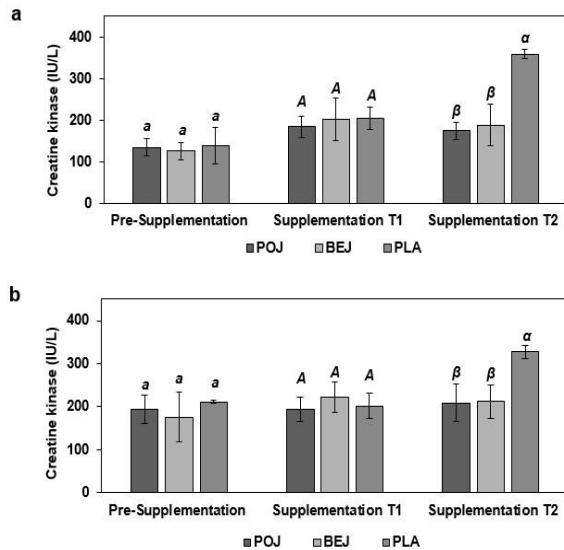 a
Creatine kinase (IU/L)
400
300
200
100
0
a a a
A A A
β β α
Pre-Supplementation Supplementation T1 Supplementation T2
POJ BEJ PLA
b
Creatine kinase (IU/L)
400
300
200
100
0
a a a
A A A
β β α
Pre-Supplementation Supplementation T1 Supplementation T2
POJ BEJ PLA